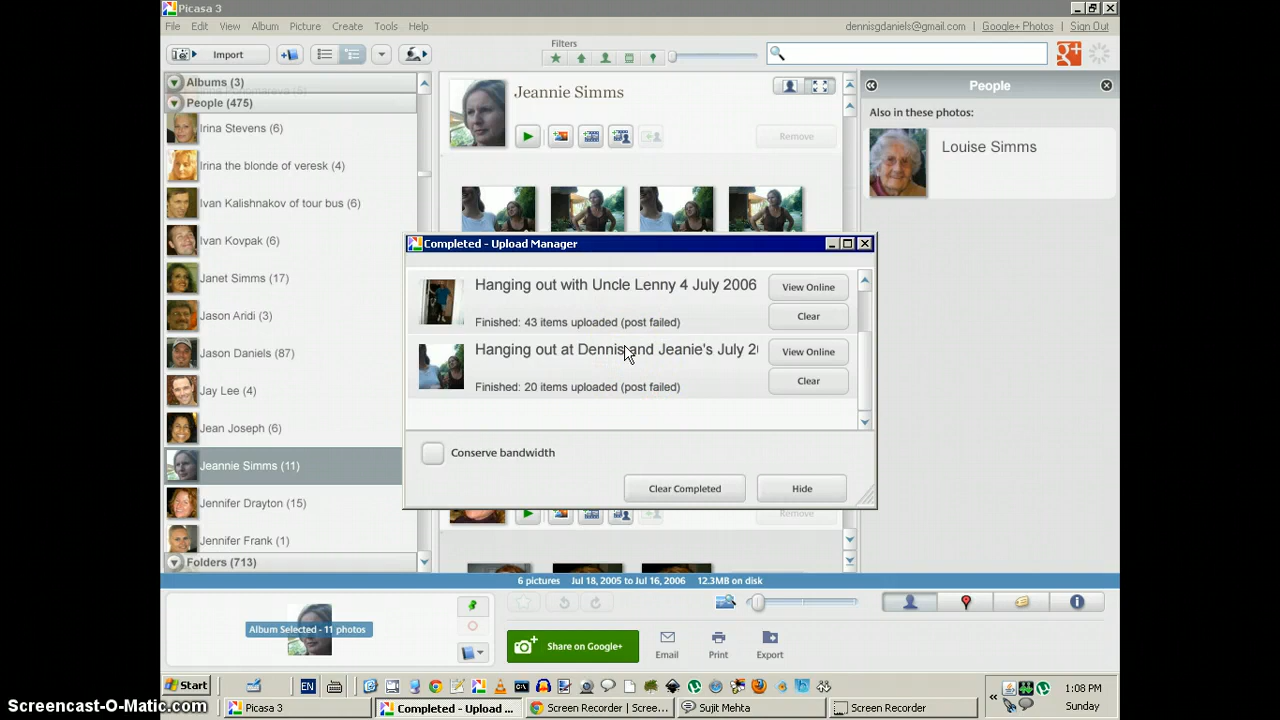 Picasa 3
File Edit View Album Picture Create Tools Help
dennisgdaniels@gmail.com | Google+ Photos | Sign Out
Import
Filters
Albums (3)
People (475)
Irina Stevens (6)
Irina the blonde of veresk (4)
Ivan Kalishnakov of tour bus (6)
Ivan Kovpak (6)
Janet Simms (17)
Jason Aridi (3)
Jason Daniels (87)
Jay Lee (4)
Jean Joseph (6)
Jeannie Simms (11)
Jennifer Drayton (15)
Jennifer Frank (1)
Folders (713)
Jeannie Simms
Remove
People
Also in these photos:
Louise Simms
Completed - Upload Manager
Hanging out with Uncle Lenny 4 July 2006
View Online
Finished: 43 items uploaded (post failed)
Clear
Hanging out at Dennis and Jeanie's July 2
View Online
Finished: 20 items uploaded (post failed)
Clear
Conserve bandwidth
Clear Completed
Hide
Remove
6 pictures Jul 18, 2005 to Jul 16, 2006 12.3MB on disk
Album Selected - 11 photos
Share on Google+
Email
Print
Export
Start
EN
1:08 PM
Sunday
Picasa 3
Completed - Upload ...
Screen Recorder | Scree...
Sujit Mehta
Screen Recorder
Screencast-O-Matic.com